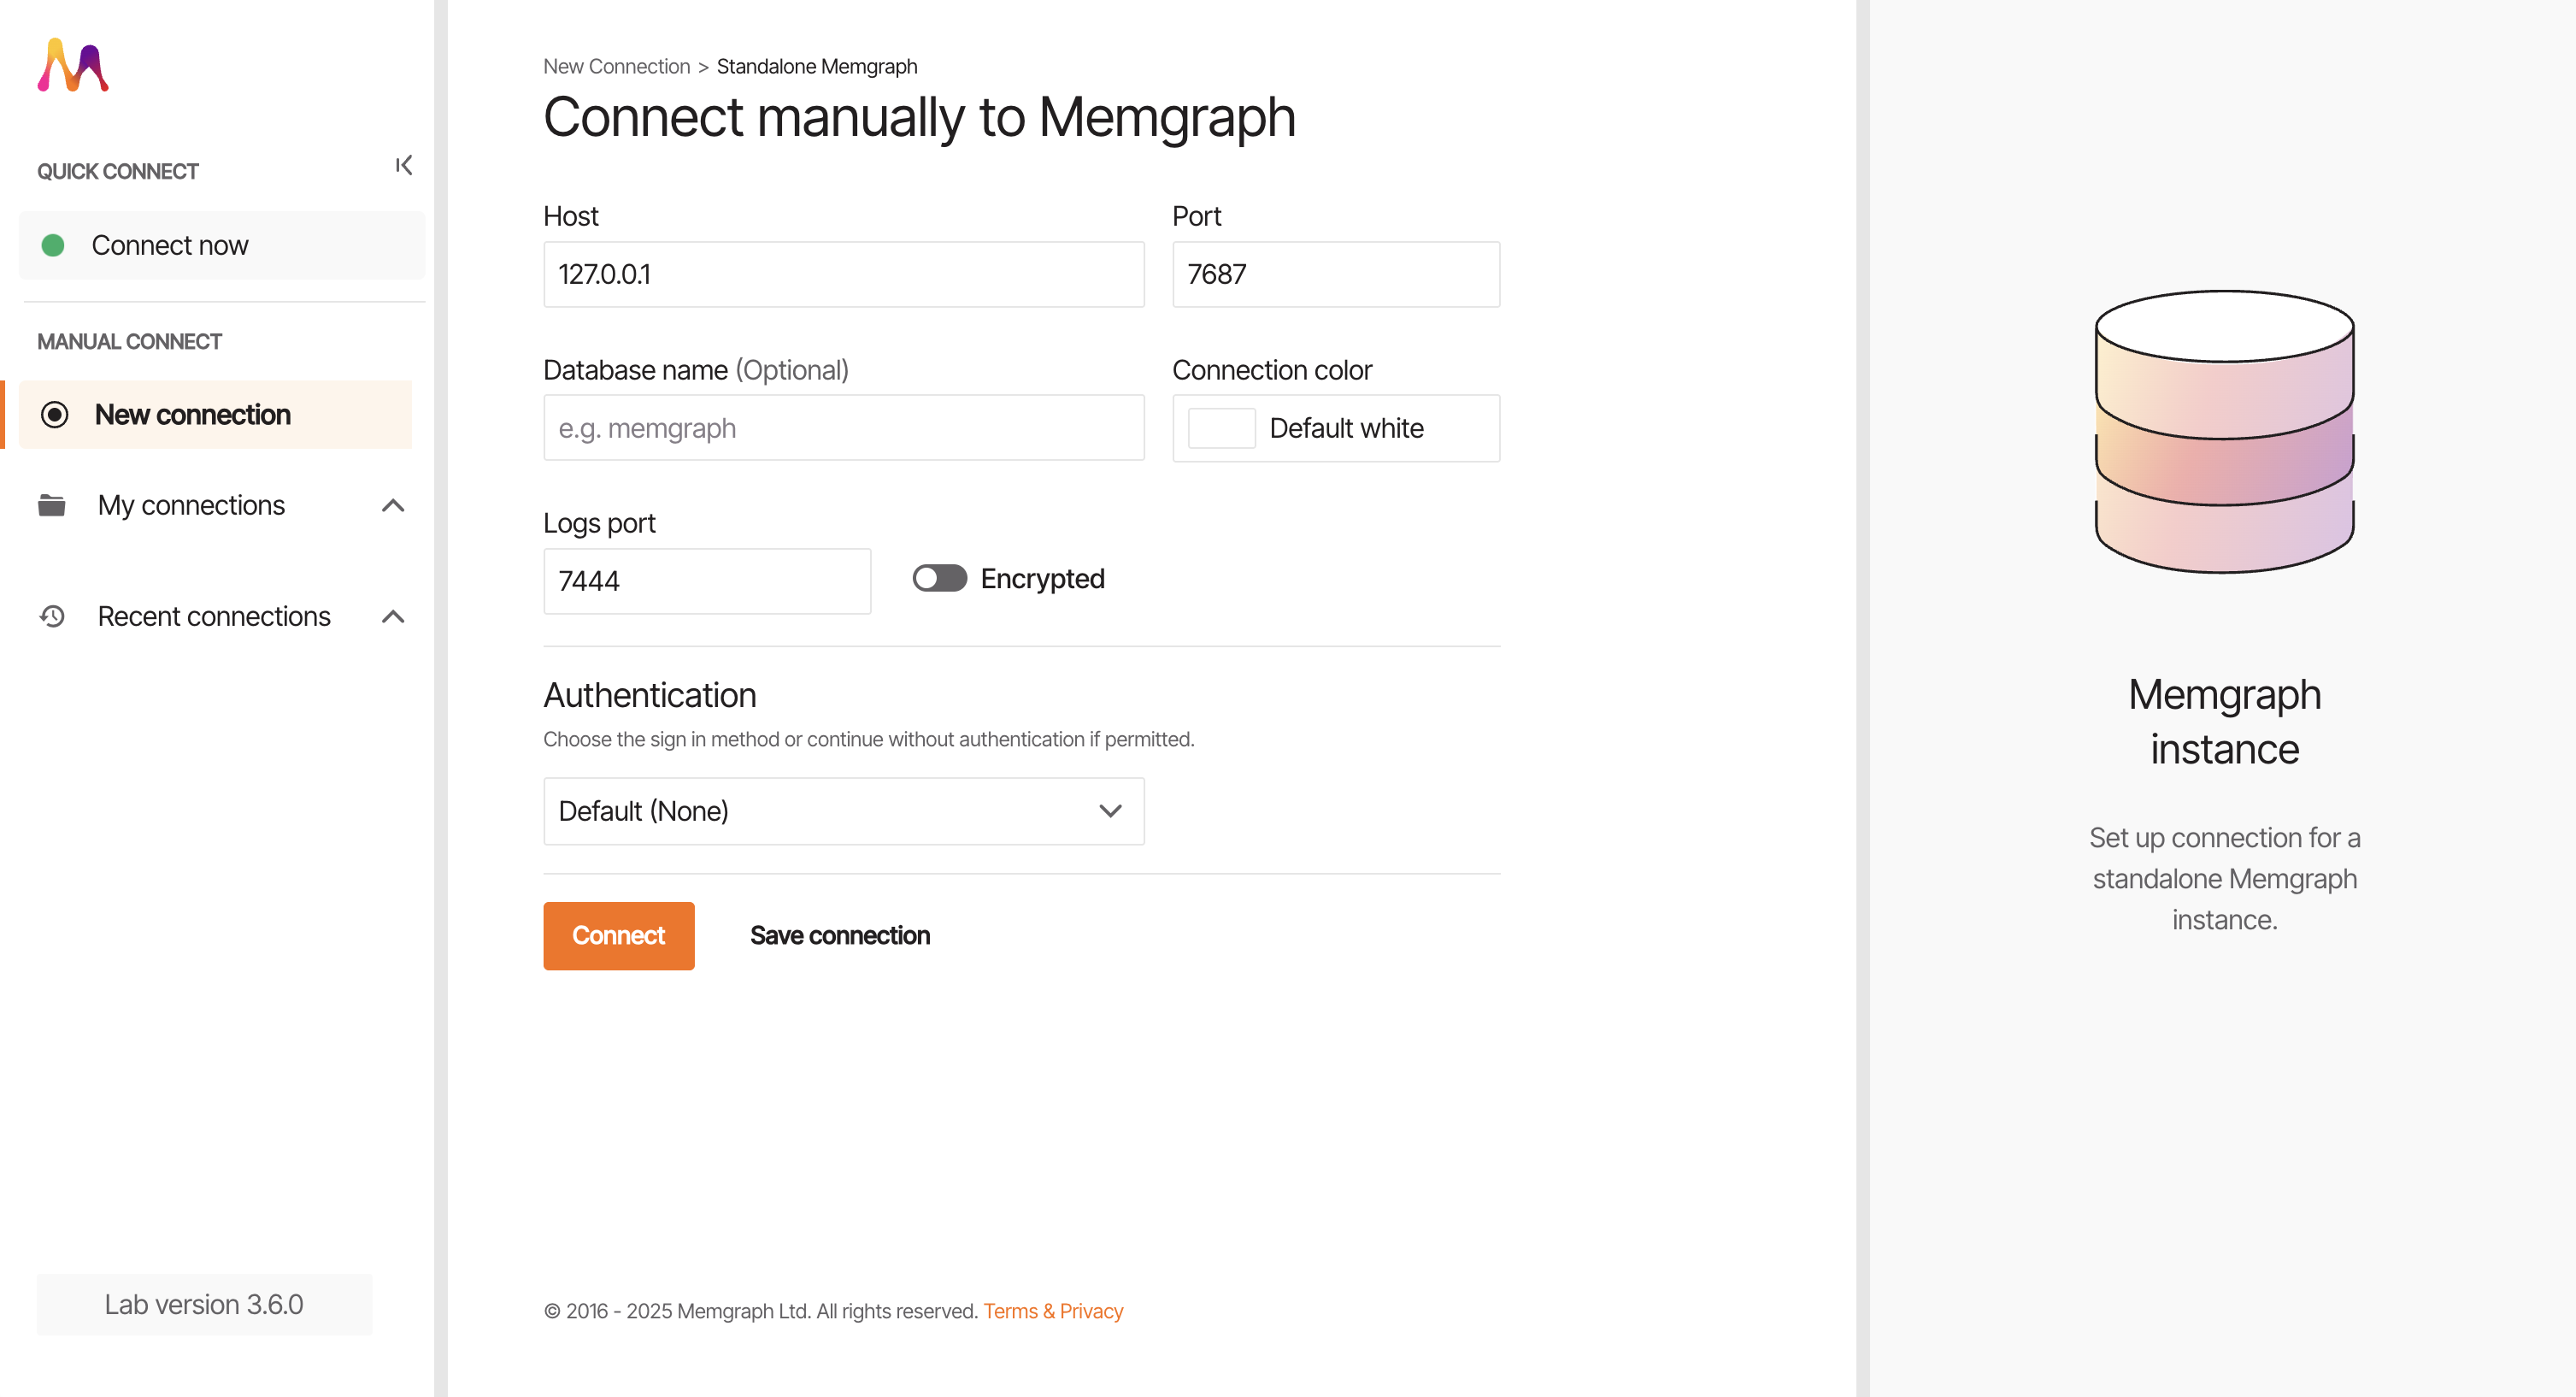 QUICK CONNECT
Connect now
MANUAL CONNECT
New connection
My connections
Recent connections
Lab version 3.6.0
New Connection > Standalone Memgraph
Connect manually to Memgraph
Host
Port
127.0.0.1
7687
Database name (Optional)
Connection color
e.g. memgraph
Default white
Logs port
7444
Encrypted
Authentication
Choose the sign in method or continue without authentication if permitted.
Default (None)
Connect
Save connection
© 2016 - 2025 Memgraph Ltd. All rights reserved. Terms & Privacy
Memgraph
instance
Set up connection for a
standalone Memgraph
instance.